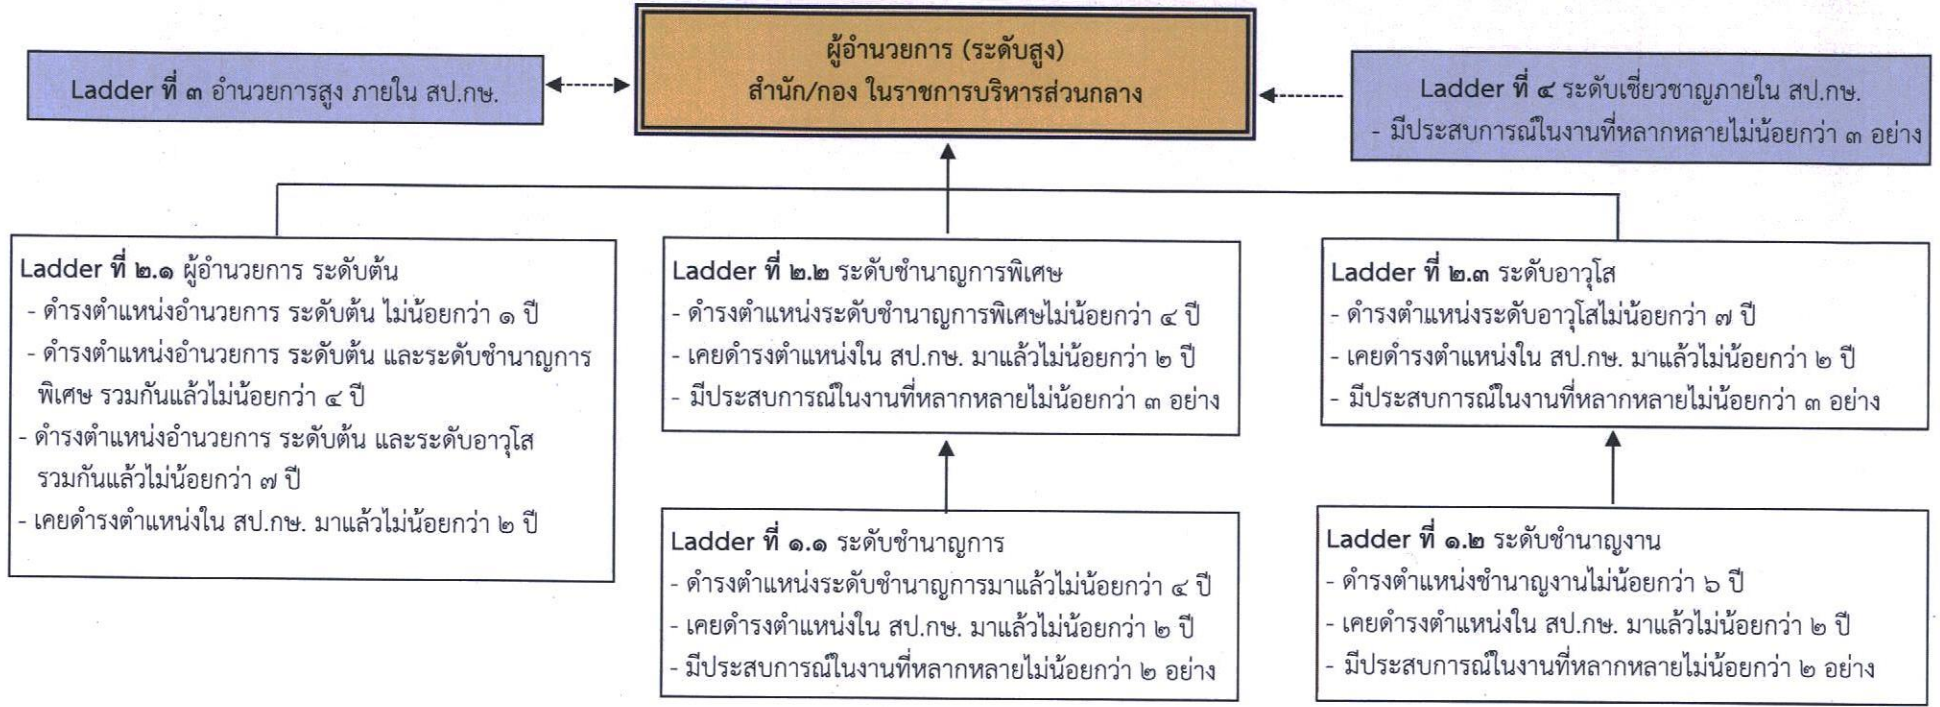 ผู้อำนวยการ (ระดับสูง)
สำนัก/กอง ในราชการบริหารส่วนกลาง
Ladder ที่ ๓ อำนวยการสูง ภายใน สป.กษ.
Ladder ที่ ๔ ระดับเชี่ยวชาญภายใน สป.กษ.
- มีประสบการณ์ในงานที่หลากหลายไม่น้อยกว่า ๓ อย่าง
Ladder ที่ ๒.๑ ผู้อำนวยการ ระดับต้น
- ดำรงตำแหน่งอำนวยการ ระดับต้น ไม่น้อยกว่า ๑ ปี
- ดำรงตำแหน่งอำนวยการ ระดับต้น และระดับชำนาญการ
พิเศษ รวมกันแล้วไม่น้อยกว่า ๔ ปี
- ดำรงตำแหน่งอำนวยการ ระดับต้น และระดับอาวุโส
รวมกันแล้วไม่น้อยกว่า ๗ ปี
- เคยดำรงตำแหน่งใน สป.กษ. มาแล้วไม่น้อยกว่า ๒ ปี
Ladder ที่ ๒.๒ ระดับชำนาญการพิเศษ
- ดำรงตำแหน่งระดับชำนาญการพิเศษไม่น้อยกว่า ๔ ปี
- เคยดำรงตำแหน่งใน สป.กษ. มาแล้วไม่น้อยกว่า ๒ ปี
- มีประสบการณ์ในงานที่หลากหลายไม่น้อยกว่า ๓ อย่าง
Ladder ที่ ๒.๓ ระดับอาวุโส
- ดำรงตำแหน่งระดับอาวุโสไม่น้อยกว่า ๗ ปี
- เคยดำรงตำแหน่งใน สป.กษ. มาแล้วไม่น้อยกว่า ๒ ปี
- มีประสบการณ์ในงานที่หลากหลายไม่น้อยกว่า ๓ อย่าง
Ladder ที่ ๑.๑ ระดับชำนาญการ
- ดำรงตำแหน่งระดับชำนาญการมาแล้วไม่น้อยกว่า ๔ ปี
- เคยดำรงตำแหน่งใน สป.กษ. มาแล้วไม่น้อยกว่า ๒ ปี
- มีประสบการณ์ในงานที่หลากหลายไม่น้อยกว่า ๒ อย่าง
Ladder ที่ ๑.๒ ระดับชำนาญงาน
- ดำรงตำแหน่งชำนาญงานไม่น้อยกว่า ๖ ปี
- เคยดำรงตำแหน่งใน สป.กษ. มาแล้วไม่น้อยกว่า ๒ ปี
- มีประสบการณ์ในงานที่หลากหลายไม่น้อยกว่า ๒ อย่าง